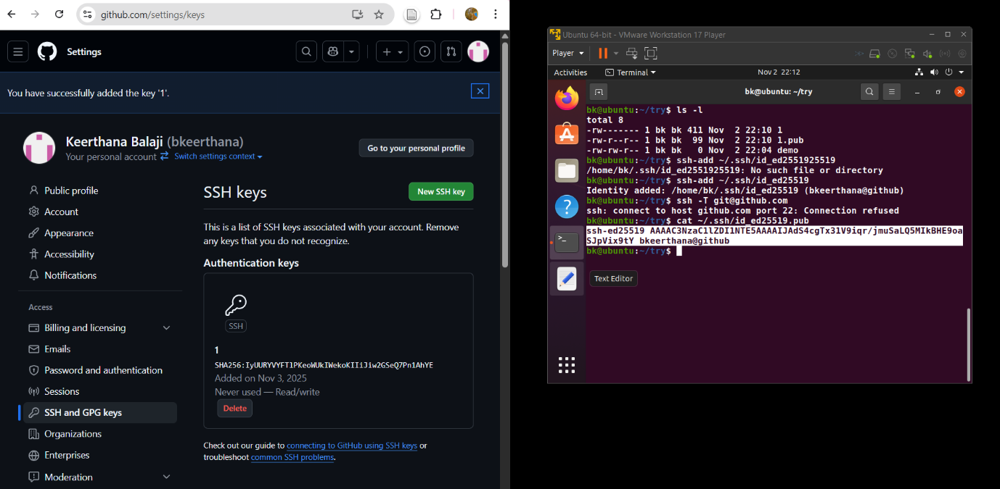 github.com/settings/keys
Settings
You have successfully added the key '1'.
Keerthana Balaji (bkeerthana)
Your personal account Switch settings context
Go to your personal profile
Public profile
Account
Appearance
Accessibility
Notifications
Access
Billing and licensing
Emails
Password and authentication
Sessions
SSH and GPG keys
Organizations
Enterprises
Moderation
SSH keys
New SSH key
This is a list of SSH keys associated with your account. Remove
any keys that you do not recognize.
Authentication keys
SSH
1
SHA256:IyUURYVYFTlPKeoWUkIWekoKIIiJiw2GSeQ7Pn1AhYE
Added on Nov 3, 2025
Never used — Read/write
Delete
Check out our guide to connecting to GitHub using SSH keys or
troubleshoot common SSH problems.
Ubuntu 64-bit - VMware Workstation 17 Player
Player
Activities Terminal Nov 2 22:12
bk@ubuntu: ~/try
bk@ubuntu:~/try$ ls -l
total 8
-rw------- 1 bk bk 411 Nov 2 22:10 1
-rw-r--r-- 1 bk bk 99 Nov 2 22:10 1.pub
-rw-rw-r-- 1 bk bk 0 Nov 2 22:04 demo
bk@ubuntu:~/try$ ssh-add ~/.ssh/id_ed2551925519
/home/bk/.ssh/id_ed2551925519: No such file or directory
bk@ubuntu:~/try$ ssh-add ~/.ssh/id_ed25519
Identity added: /home/bk/.ssh/id_ed25519 (bkeerthana@github)
bk@ubuntu:~/try$ ssh -T git@github.com
ssh: connect to host github.com port 22: Connection refused
bk@ubuntu:~/try$ cat ~/.ssh/id_ed25519.pub
ssh-ed25519 AAAAC3NzaC1lZDI1NTE5AAAAIJAdS4cgTx31V9iqr/jmuSaLQ5MIkBHE9oa
SJpVix9tY bkeerthana@github
bk@ubuntu:~/try$
Text Editor